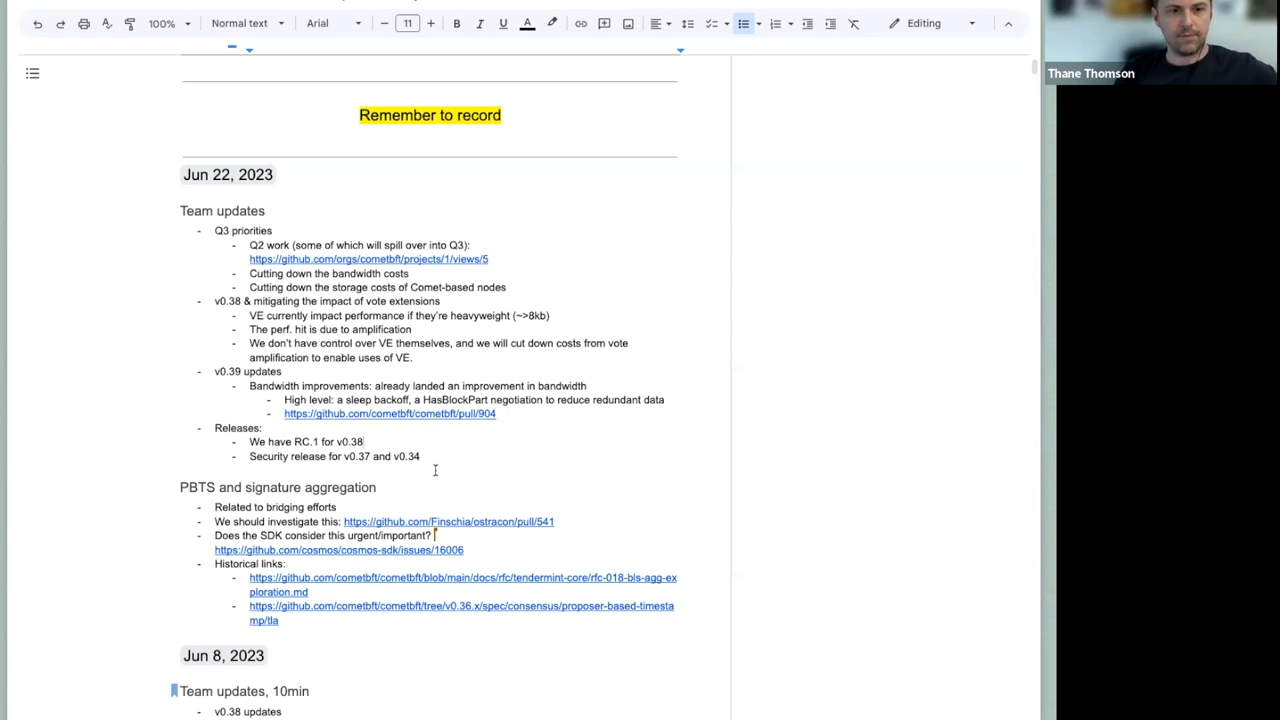 100%
Normal text
Arial
11
B
I
U
A
Editing
Thane Thomson
Remember to record
Jun 22, 2023
Team updates
- Q3 priorities
- Q2 work (some of which will spill over into Q3):
https://github.com/orgs/cometbft/projects/1/views/5
- Cutting down the bandwidth costs
- Cutting down the storage costs of Comet-based nodes
- v0.38 & mitigating the impact of vote extensions
- VE currently impact performance if they're heavyweight (~>8kb)
- The perf. hit is due to amplification
- We don't have control over VE themselves, and we will cut down costs from vote
amplification to enable uses of VE.
- v0.39 updates
- Bandwidth improvements: already landed an improvement in bandwidth
- High level: a sleep backoff, a HasBlockPart negotiation to reduce redundant data
- https://github.com/cometbft/cometbft/pull/904
- Releases:
- We have RC.1 for v0.38
- Security release for v0.37 and v0.34
PBTS and signature aggregation
- Related to bridging efforts
- We should investigate this: https://github.com/Finschia/ostracon/pull/541
- Does the SDK consider this urgent/important?
https://github.com/cosmos/cosmos-sdk/issues/16006
- Historical links:
- https://github.com/cometbft/cometbft/blob/main/docs/rfc/tendermint-core/rfc-018-bls-agg-ex
ploration.md
- https://github.com/cometbft/cometbft/tree/v0.36.x/spec/consensus/proposer-based-timesta
mp/tla
Jun 8, 2023
Team updates, 10min
- v0.38 updates